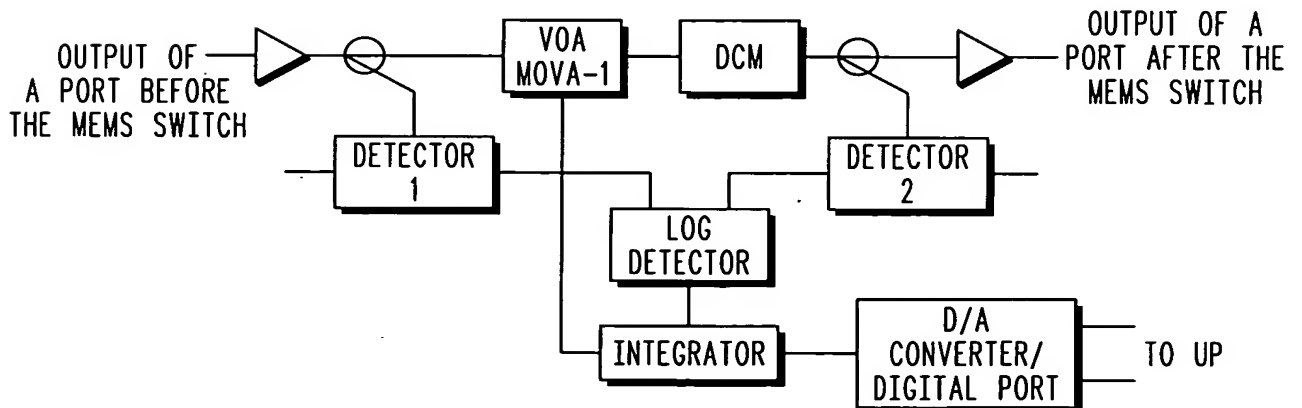 OUTPUT OF
A PORT BEFORE
THE MEMS SWITCH
VOA
MOVA-1
DCM
OUTPUT OF A
PORT AFTER THE
MEMS SWITCH
DETECTOR
1
DETECTOR
2
LOG
DETECTOR
INTEGRATOR
D/A
CONVERTER/
DIGITAL PORT
TO UP